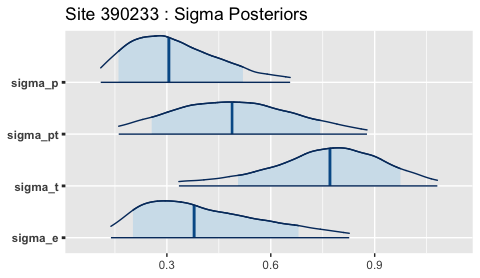 Site 390233 : Sigma Posteriors
sigma_p
sigma_pt
sigma_t
sigma_e
0.3 0.6 0.9